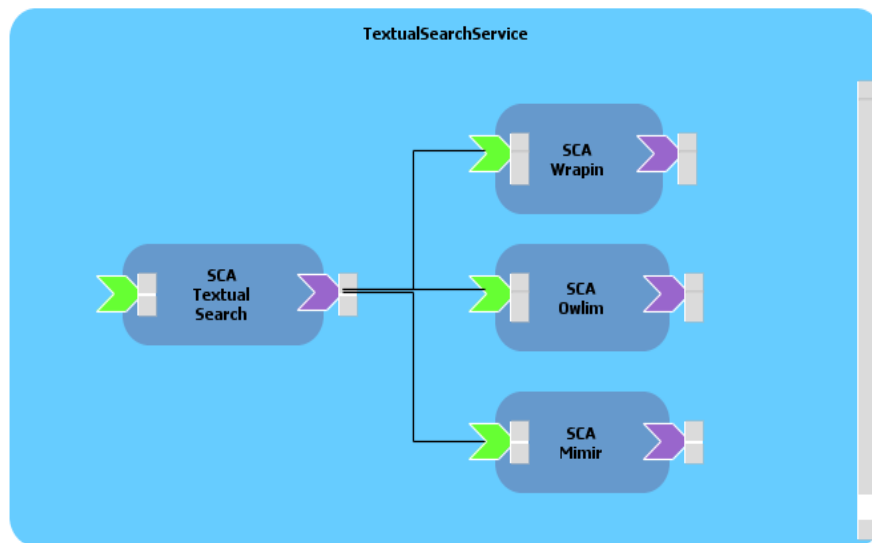 TextualSearchService
SCA
Wrapin
SCA
Textual
Search
SCA
Owlim
SCA
Mimir